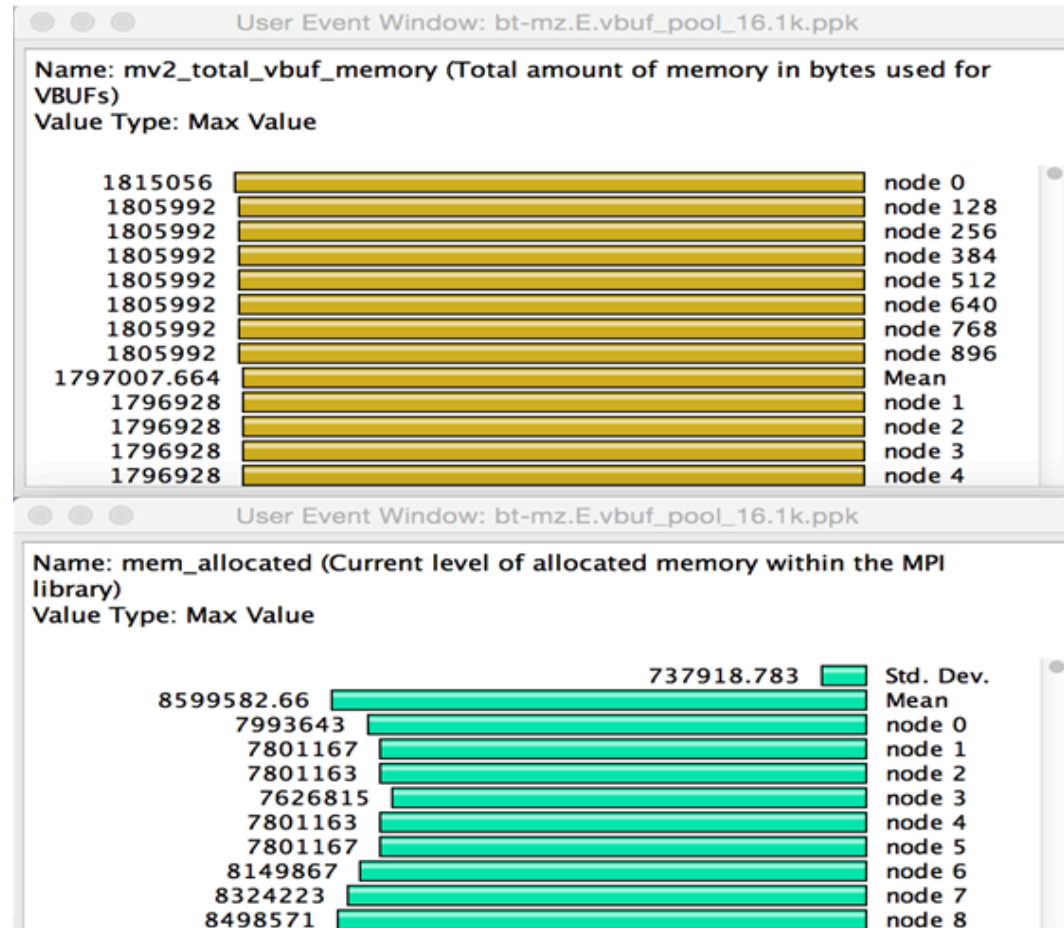 User Event Window: bt-mz.E.vbuf_pool_16.1k.ppk
Name: mv2_total_vbuf_memory (Total amount of memory in bytes used for
VBUFs)
Value Type: Max Value
1815056 node 0
1805992 node 128
1805992 node 256
1805992 node 384
1805992 node 512
1805992 node 640
1805992 node 768
1805992 node 896
1797007.664 Mean
1796928 node 1
1796928 node 2
1796928 node 3
1796928 node 4
User Event Window: bt-mz.E.vbuf_pool_16.1k.ppk
Name: mem_allocated (Current level of allocated memory within the MPI
library)
Value Type: Max Value
737918.783 Std. Dev.
8599582.66 Mean
7993643 node 0
7801167 node 1
7801163 node 2
7626815 node 3
7801163 node 4
7801167 node 5
8149867 node 6
8324223 node 7
8498571 node 8